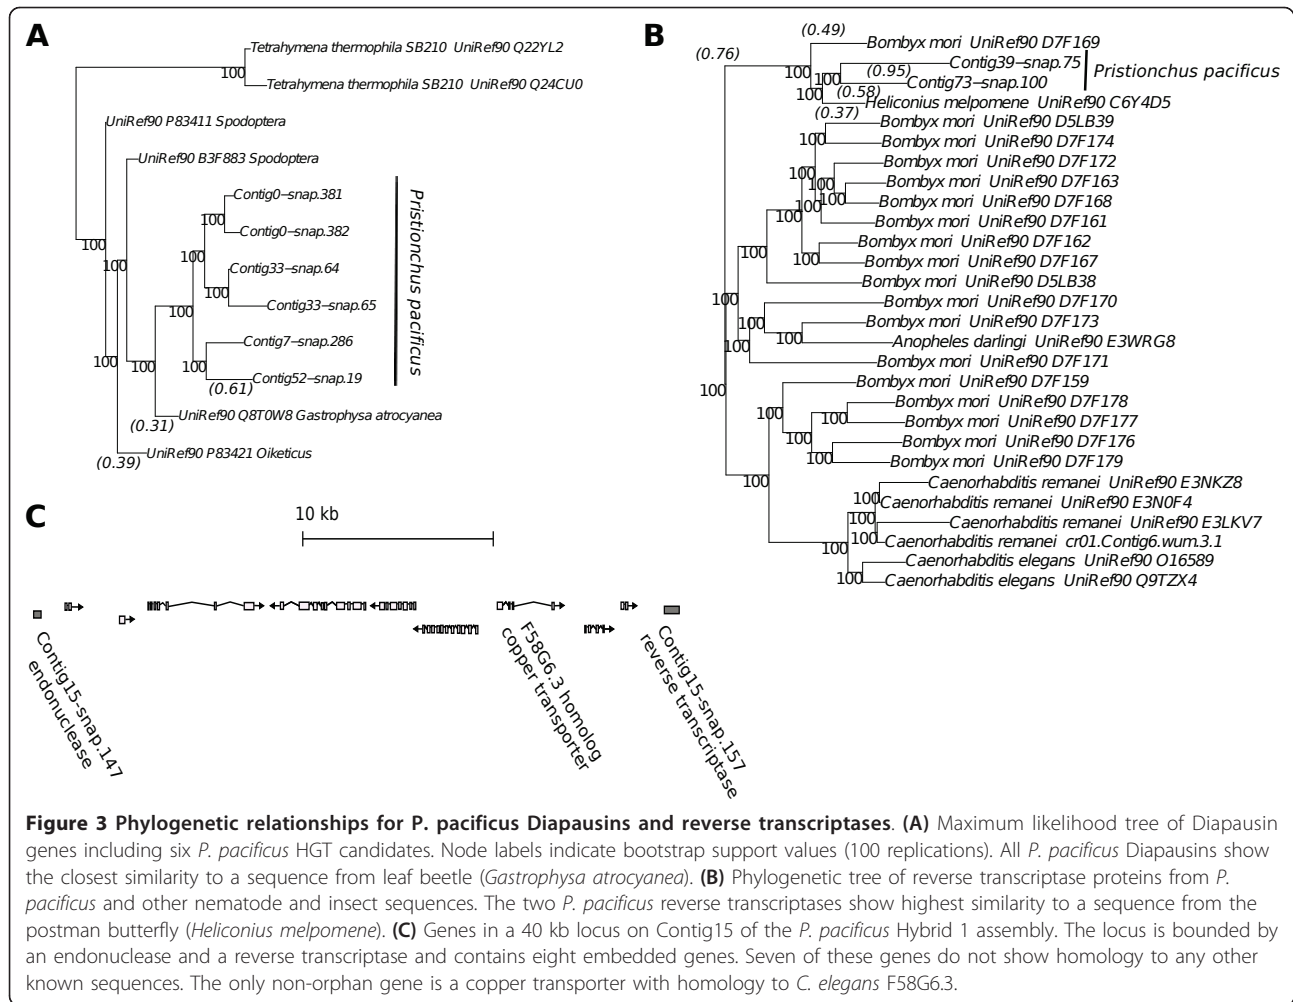 A
Tetrahymena thermophila SB210 UniRef90 Q22YL2
100
Tetrahymena thermophila SB210 UniRef90 Q24CU0
UniRef90 P83411 Spodoptera
UniRef90 B3F883 Spodoptera
Contig0–snap.381
100
Contig0–snap.382
100
100
100
Contig33–snap.64
100
Contig33–snap.65
100
Contig7–snap.286
100
100
100
Contig52–snap.19
(0.61)
Pristionchus pacificus
UniRef90 Q8T0W8 Gastrophysa atrocyanea
(0.31)
UniRef90 P83421 Oiketicus
(0.39)
B
(0.49)
(0.76)
Bombyx mori UniRef90 D7F169
Contig39–snap.75
100
100
(0.95)
Contig73–snap.100
Pristionchus pacificus
100
(0.58)
Heliconius melpomene UniRef90 C6Y4D5
(0.37)
Bombyx mori UniRef90 D5LB39
100
Bombyx mori UniRef90 D7F174
Bombyx mori UniRef90 D7F172
100
100
Bombyx mori UniRef90 D7F163
100
Bombyx mori UniRef90 D7F168
100
100
Bombyx mori UniRef90 D7F161
Bombyx mori UniRef90 D7F162
100
100
Bombyx mori UniRef90 D7F167
Bombyx mori UniRef90 D5LB38
100
Bombyx mori UniRef90 D7F170
100
Bombyx mori UniRef90 D7F173
100
100
Anopheles darlingi UniRef90 E3WRG8
Bombyx mori UniRef90 D7F171
Bombyx mori UniRef90 D7F159
100
100
Bombyx mori UniRef90 D7F178
100
Bombyx mori UniRef90 D7F177
100
Bombyx mori UniRef90 D7F176
100
Bombyx mori UniRef90 D7F179
100
Caenorhabditis remanei UniRef90 E3NKZ8
100
Caenorhabditis remanei UniRef90 E3N0F4
100
Caenorhabditis remanei UniRef90 E3LKV7
100
Caenorhabditis remanei cr01.Contig6.wum.3.1
100
Caenorhabditis elegans UniRef90 O16589
100
Caenorhabditis elegans UniRef90 Q9TZX4
C
10 kb
Contig15-snap.147
endonuclease
F58G6.3 homolog
copper transporter
Contig15-snap.157
reverse transcriptase
Figure 3 Phylogenetic relationships for P. pacificus Diapausins and reverse transcriptases. (A) Maximum likelihood tree of Diapausin
genes including six P. pacificus HGT candidates. Node labels indicate bootstrap support values (100 replications). All P. pacificus Diapausins show
the closest similarity to a sequence from leaf beetle (Gastrophysa atrocyanea). (B) Phylogenetic tree of reverse transcriptase proteins from P.
pacificus and other nematode and insect sequences. The two P. pacificus reverse transcriptases show highest similarity to a sequence from the
postman butterfly (Heliconius melpomene). (C) Genes in a 40 kb locus on Contig15 of the P. pacificus Hybrid 1 assembly. The locus is bounded by
an endonuclease and a reverse transcriptase and contains eight embedded genes. Seven of these genes do not show homology to any other
known sequences. The only non-orphan gene is a copper transporter with homology to C. elegans F58G6.3.